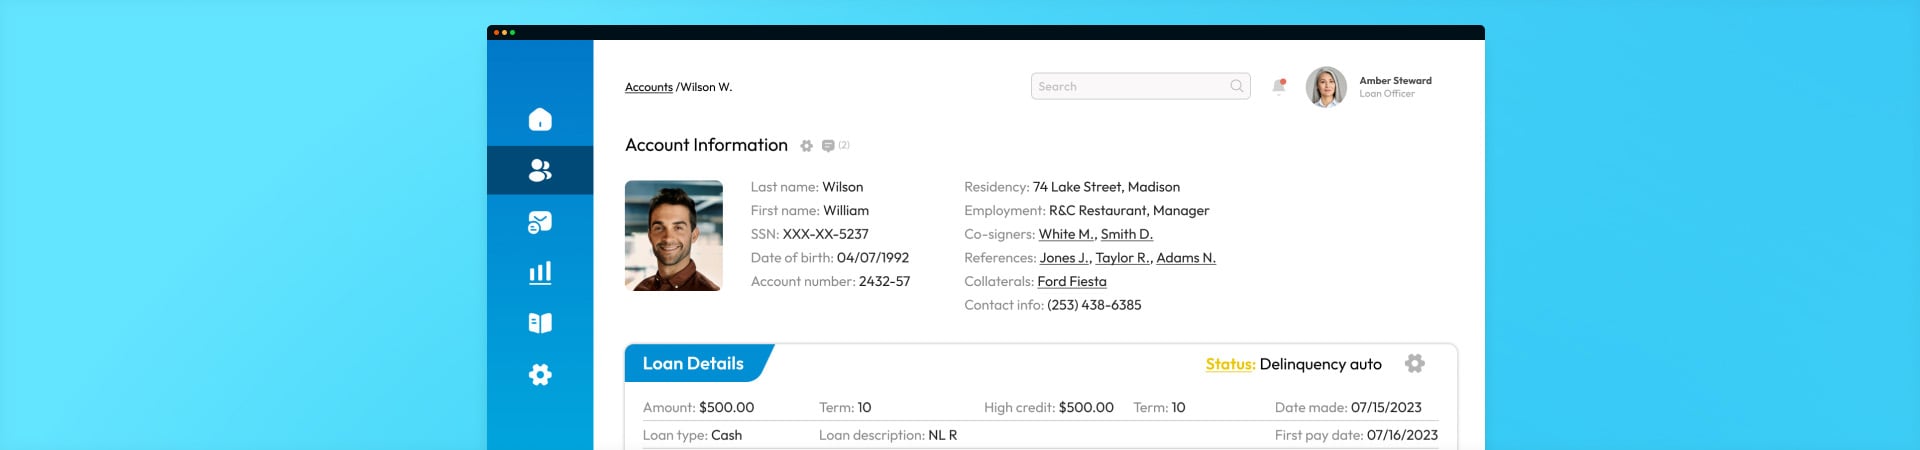 Accounts /Wilson W.
Search
Amber Steward
Loan Officer
Account Information (2)
Last name: Wilson
First name: William
SSN: XXX-XX-5237
Date of birth: 04/07/1992
Account number: 2432-57
Residency: 74 Lake Street, Madison
Employment: R&C Restaurant, Manager
Co-signers: White M., Smith D.
References: Jones J., Taylor R., Adams N.
Collaterals: Ford Fiesta
Contact info: (253) 438-6385
Loan Details
Status: Delinquency auto
Amount: $500.00 Term: 10 High credit: $500.00 Term: 10 Date made: 07/15/2023
Loan type: Cash Loan description: NL R First pay date: 07/16/2023